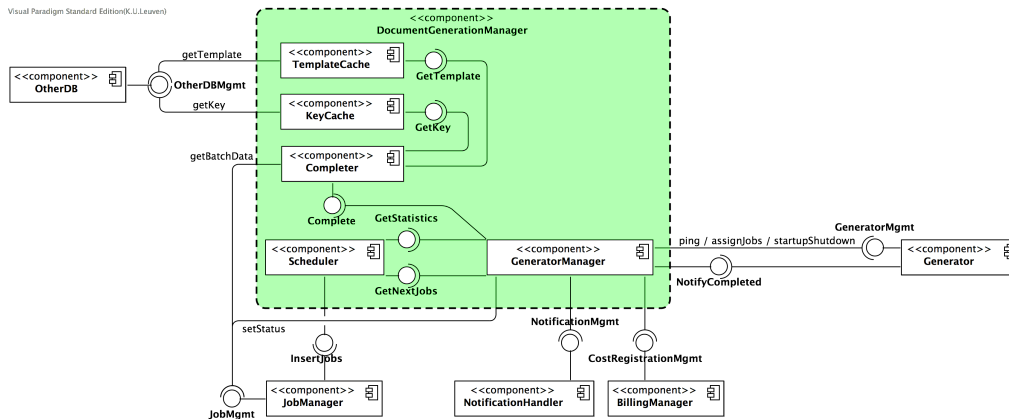 Visual Paradigm Standard Edition(K.U.Leuven)
<<component>>
DocumentGenerationManager
getTemplate
<<component>>
TemplateCache
GetTemplate
<<component>>
OtherDB
OtherDBMgmt
getKey
<<component>>
KeyCache
GetKey
getBatchData
<<component>>
Completer
Complete
GetStatistics
<<component>>
Scheduler
GetNextJobs
<<component>>
GeneratorManager
ping / assignJobs / startupShutdown
GeneratorMgmt
<<component>>
Generator
NotifyCompleted
setStatus
InsertJobs
NotificationMgmt
CostRegistrationMgmt
JobMgmt
<<component>>
JobManager
<<component>>
NotificationHandler
<<component>>
BillingManager